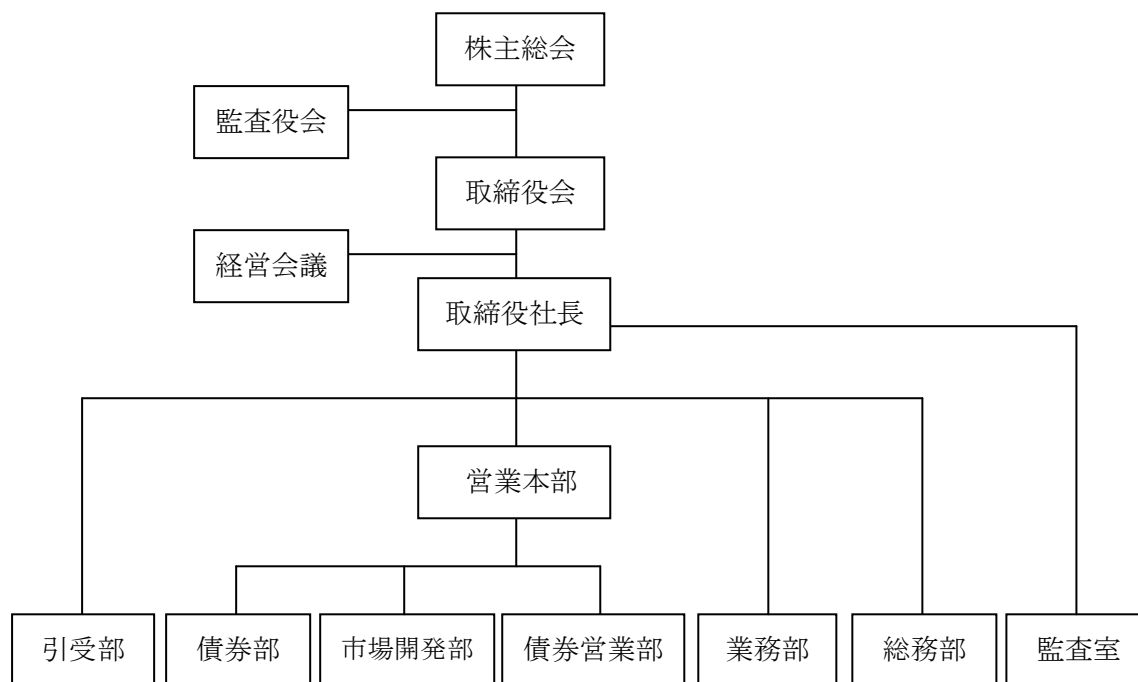 株主総会
監査役会
取締役会
経営会議
取締役社長
営業本部
引受部
債券部
市場開発部
債券営業部
業務部
総務部
監査室